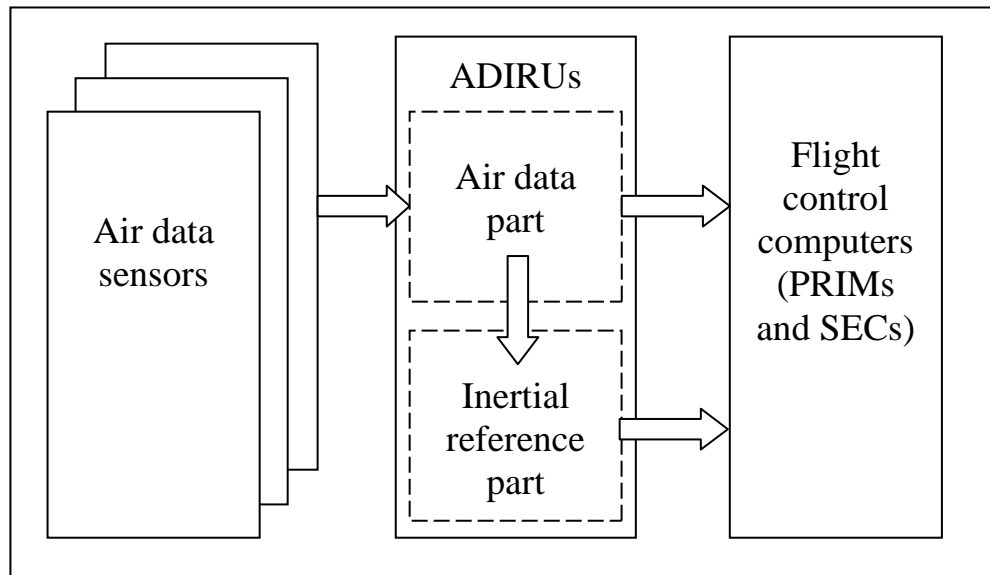 Air data
sensors
ADIRUs
Air data
part
Inertial
reference
part
Flight
control
computers
(PRIMs
and SECs)